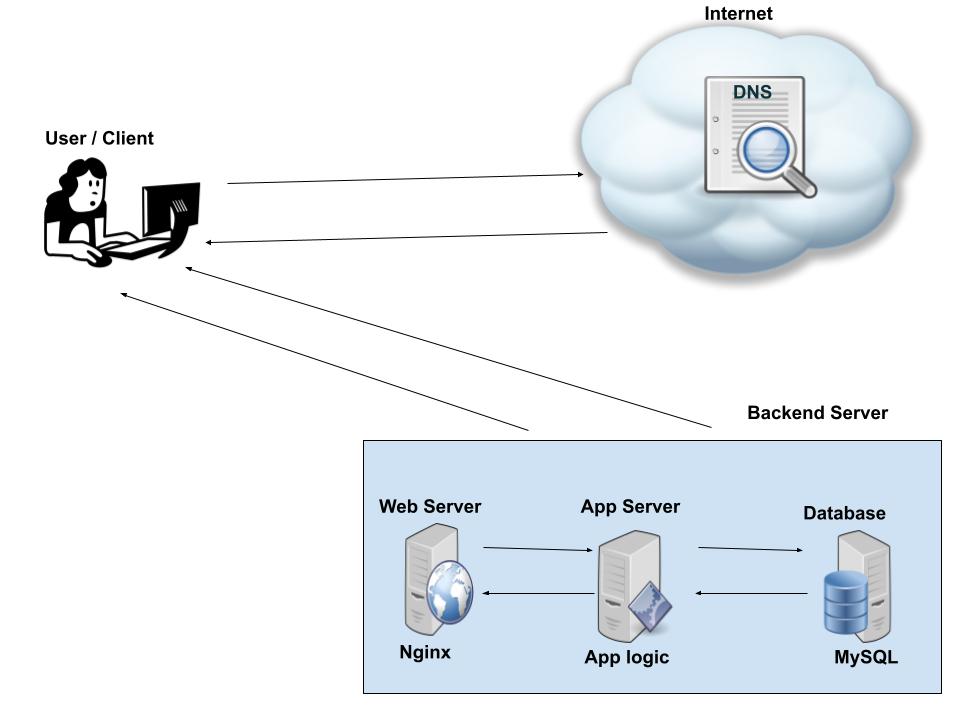 Internet
DNS
User / Client
Backend Server
Web Server
App Server
Database
Nginx
App logic
MySQL